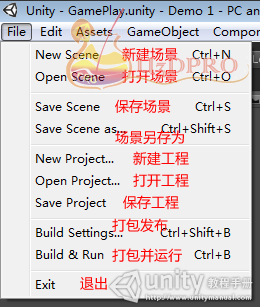 Unity - GamePlay.unity - Demo 1 - PC an
File Edit Assets GameObject Compor
New Scene 新建场景 Ctrl+N
Open Scene 打开场景 Ctrl+O
Save Scene 保存场景 Ctrl+S
Save Scene as... Ctrl+Shift+S
场景另存为
New Project... 新建工程
Open Project... 打开工程
Save Project 保存工程
打包发布
Build Settings... Ctrl+Shift+B
Build & Run 打包并运行 Ctrl+B
Exit 退出
unity 教程手册
http://www.unitymanual.com